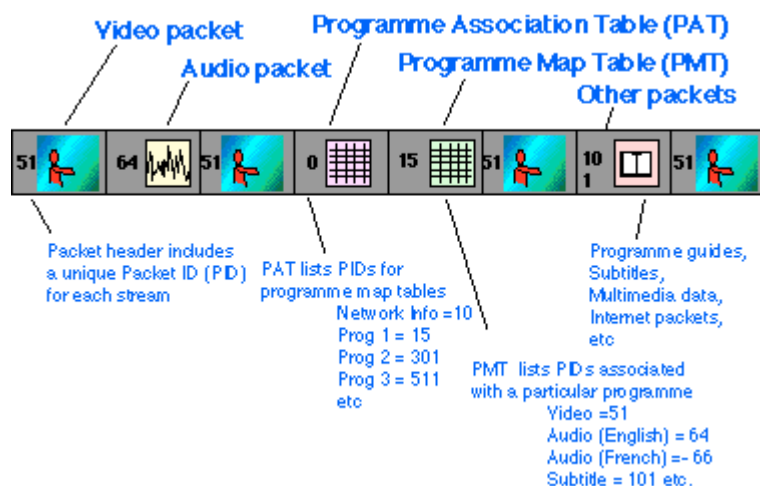 Video packet
Programme Association Table (PAT)
Audio packet
Programme Map Table (PMT)
Other packets
51
64
51
0
15
51
10
1
51
Packet header includes
a unique Packet ID (PID)
for each stream
PAT lists PIDs for
programme map tables
Network Info =10
Prog 1 = 15
Prog 2 = 301
Prog 3 = 511
etc
PMT lists PIDs associated
with a particular programme
Video =51
Audio (English) = 64
Audio (French) =- 66
Subtitle = 101 etc.
Programme guides,
Subtitles,
Multimedia data,
Internet packets,
etc